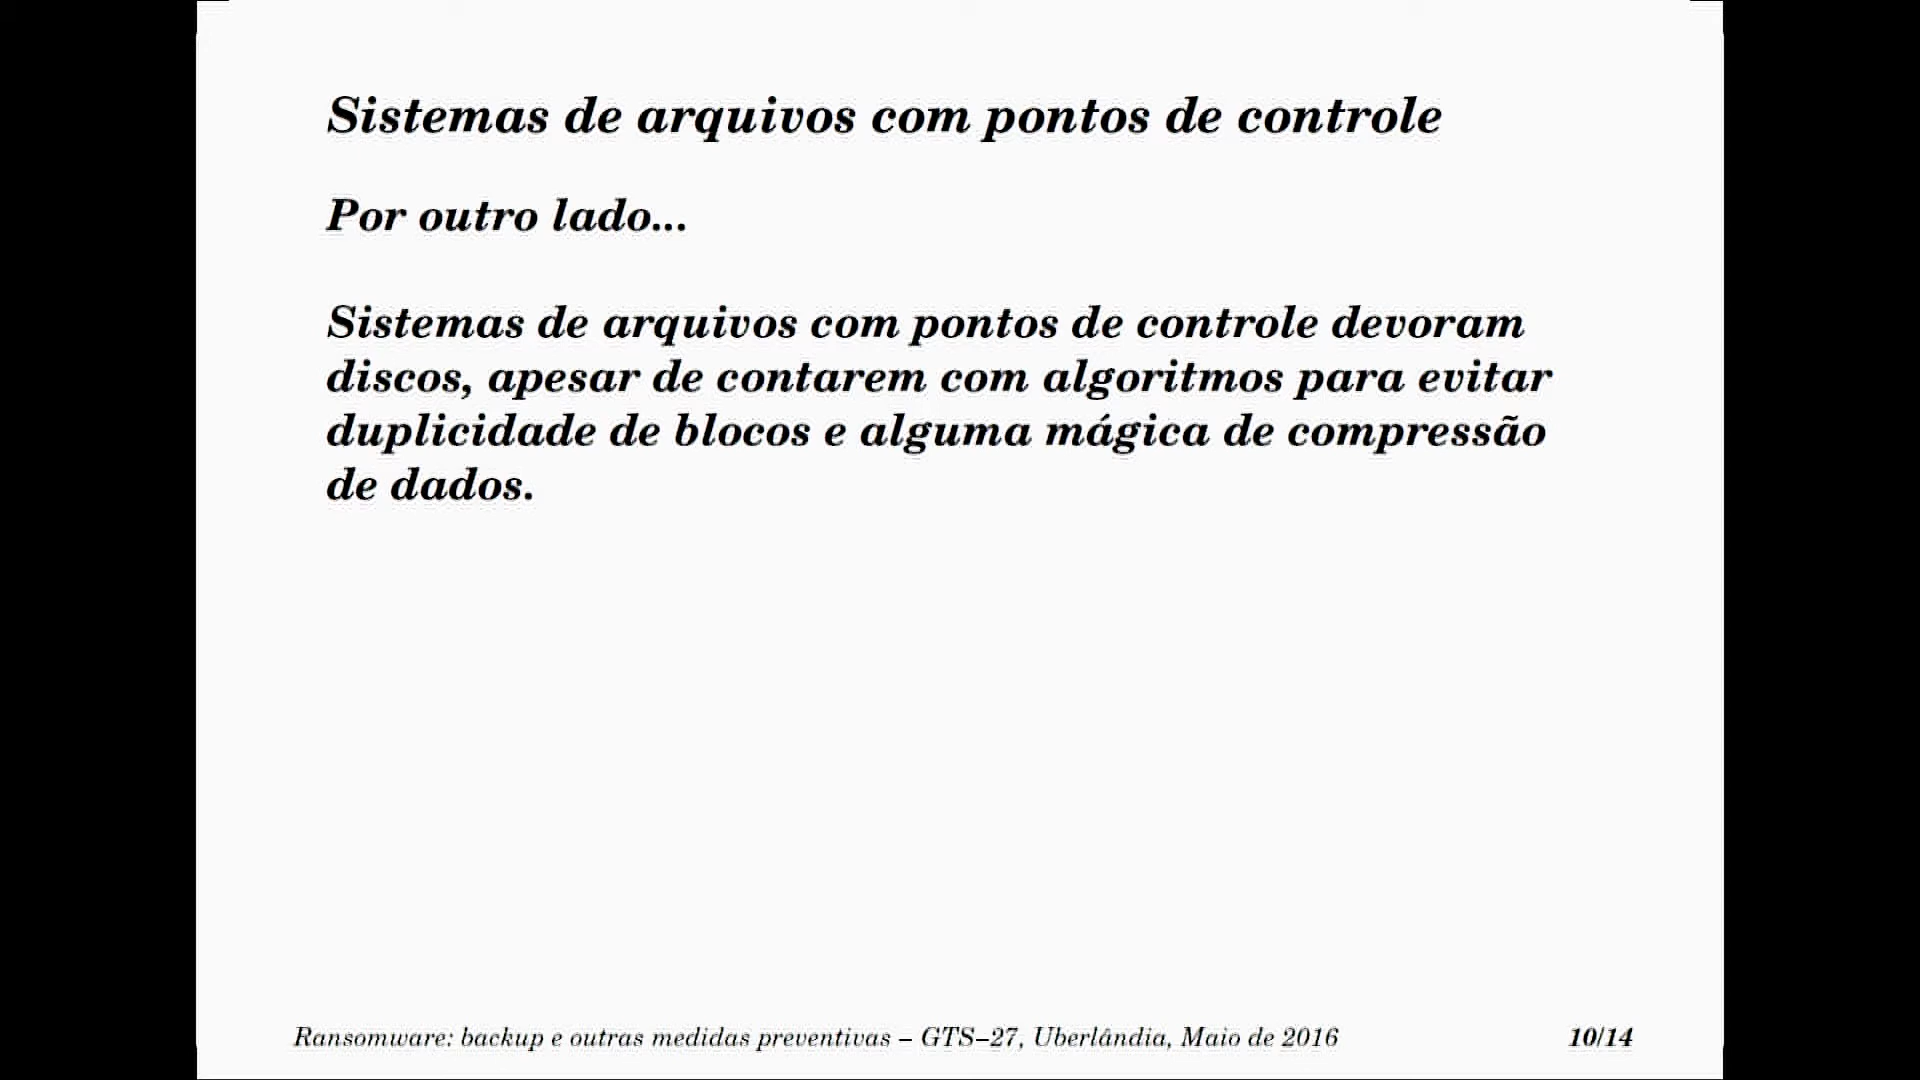 Sistemas de arquivos com pontos de controle
Por outro lado...
Sistemas de arquivos com pontos de controle devoram
discos, apesar de contarem com algoritmos para evitar
duplicidade de blocos e alguma mágica de compressão
de dados.
Ransomware: backup e outras medidas preventivas – GTS–27, Uberlândia, Maio de 2016 10/14